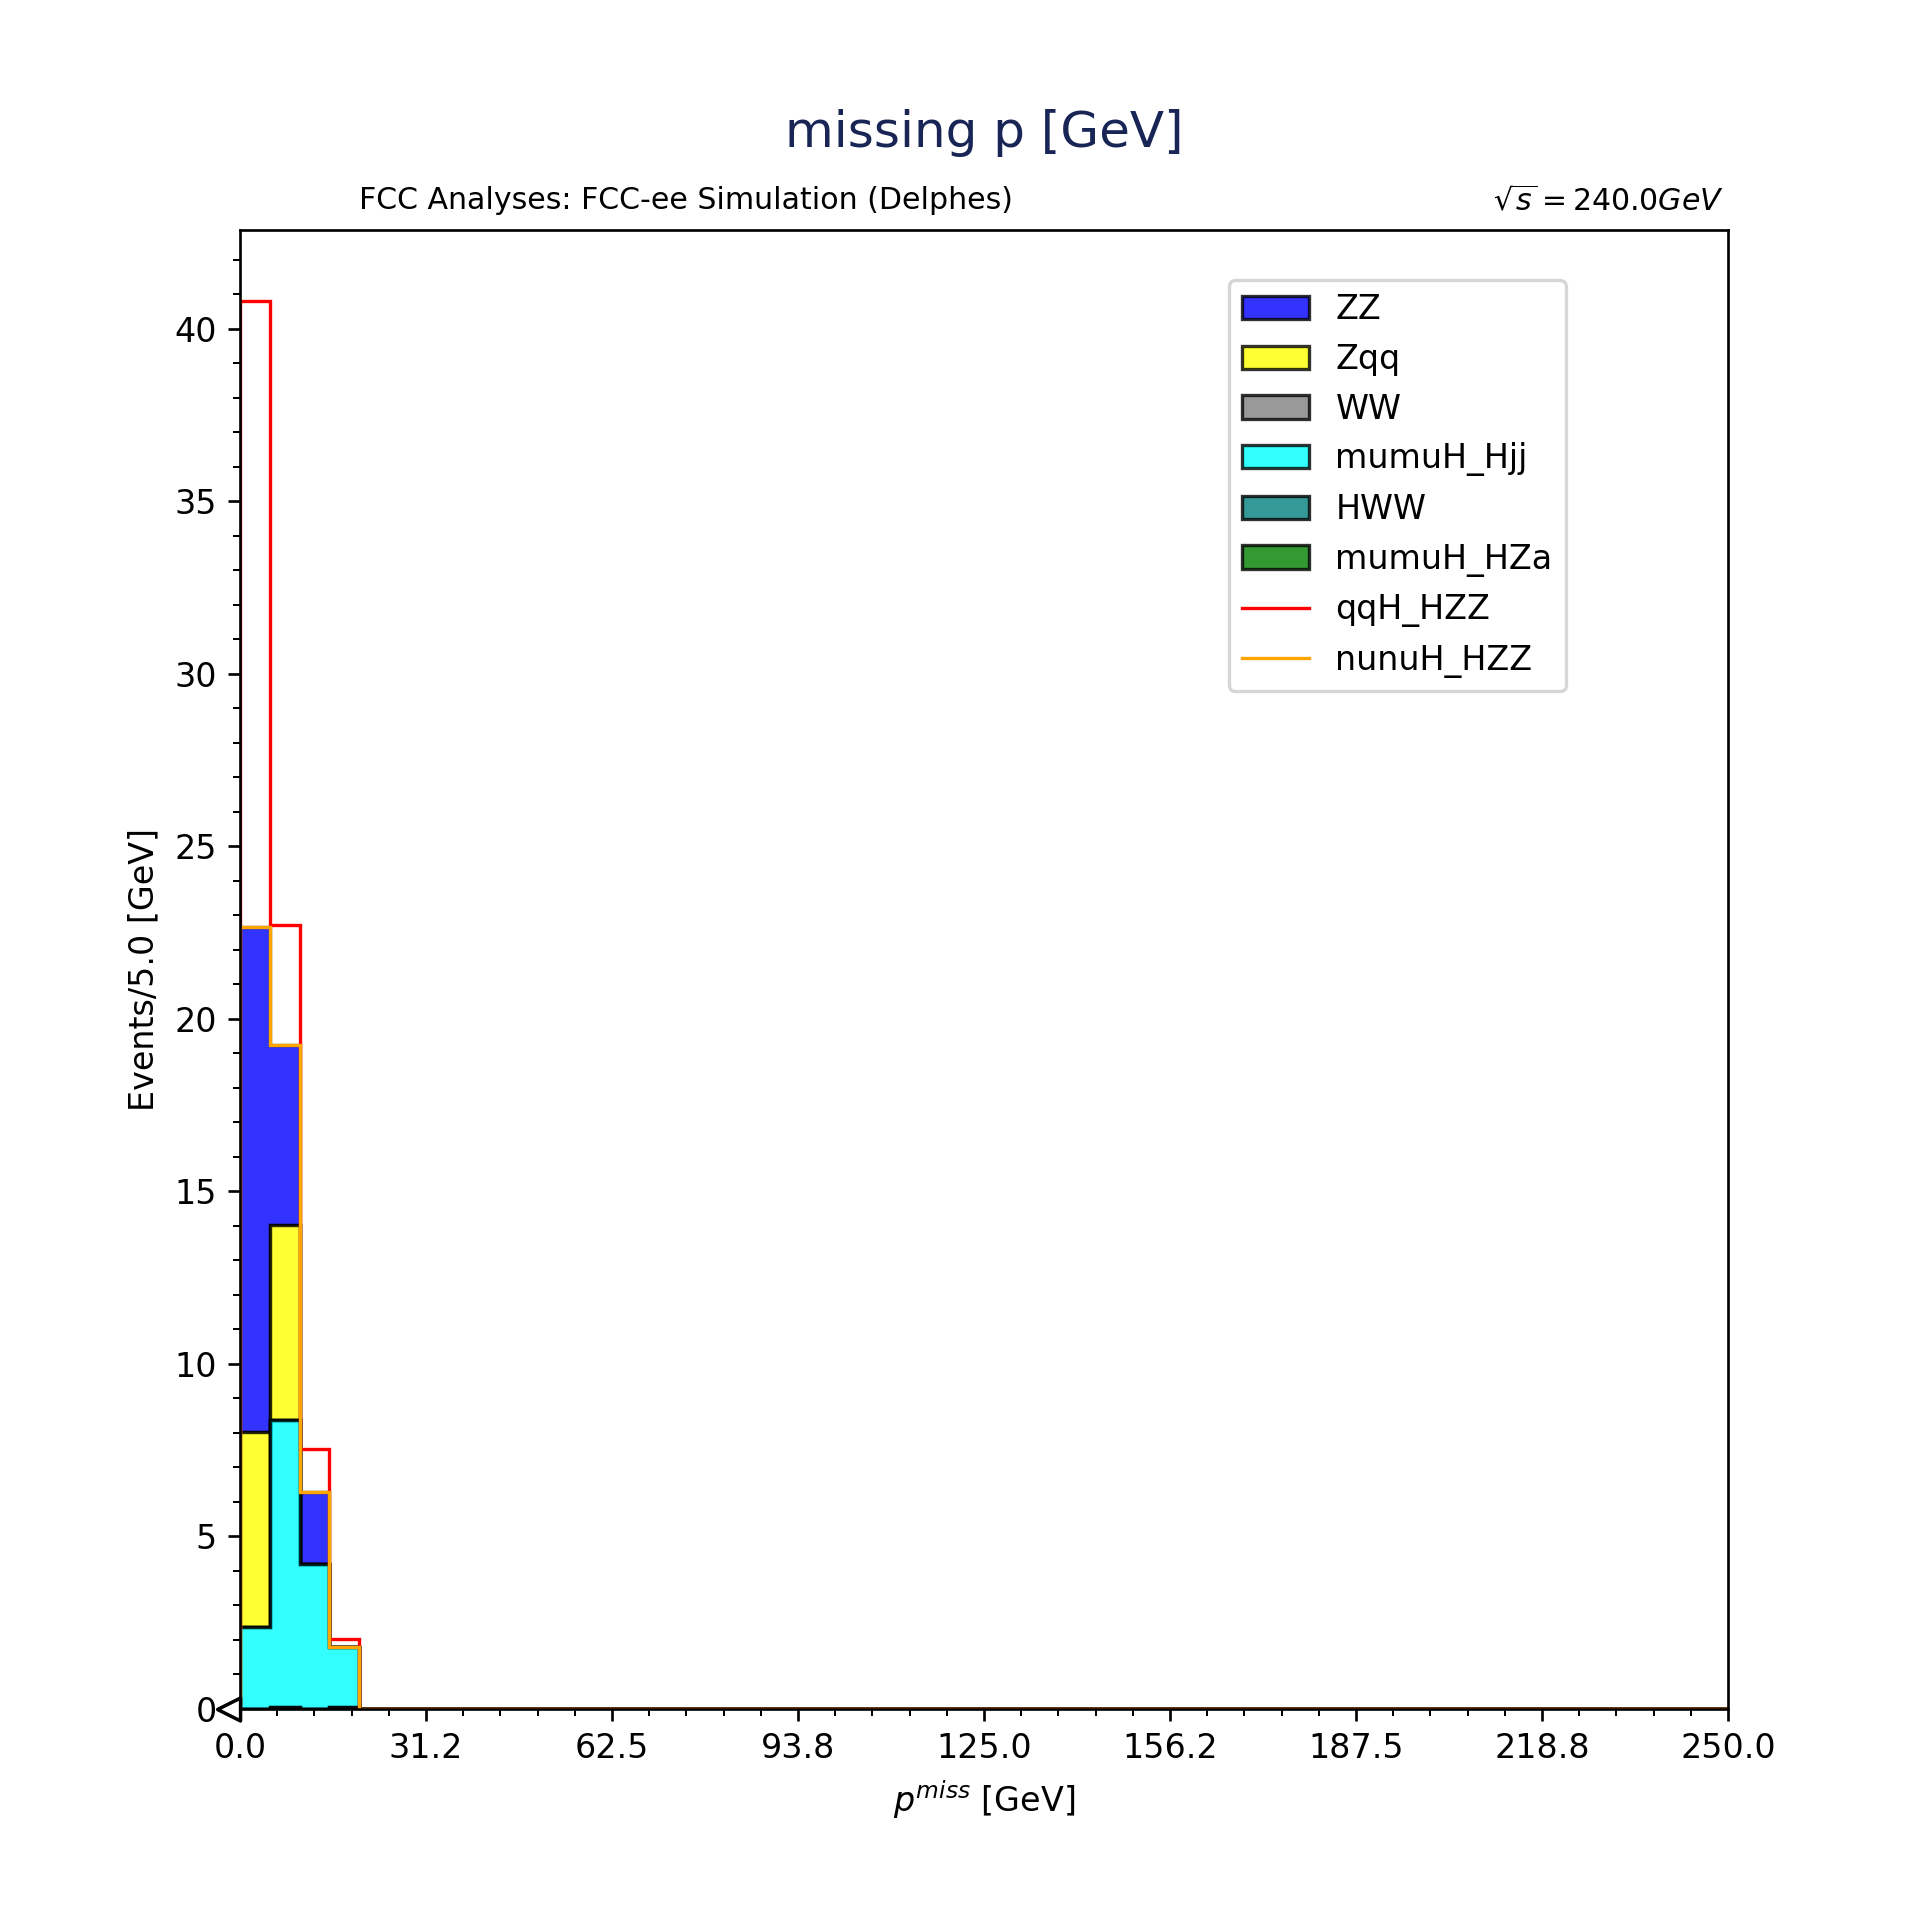 missing p [GeV]
FCC Analyses: FCC-ee Simulation (Delphes)
√s = 240.0GeV
ZZ
Zqq
WW
mumuH_Hjj
HWW
mumuH_HZa
qqH_HZZ
nunuH_HZZ
40
35
30
25
20
15
10
5
0
Events/5.0 [GeV]
0.0 31.2 62.5 93.8 125.0 156.2 187.5 218.8 250.0
p^miss [GeV]